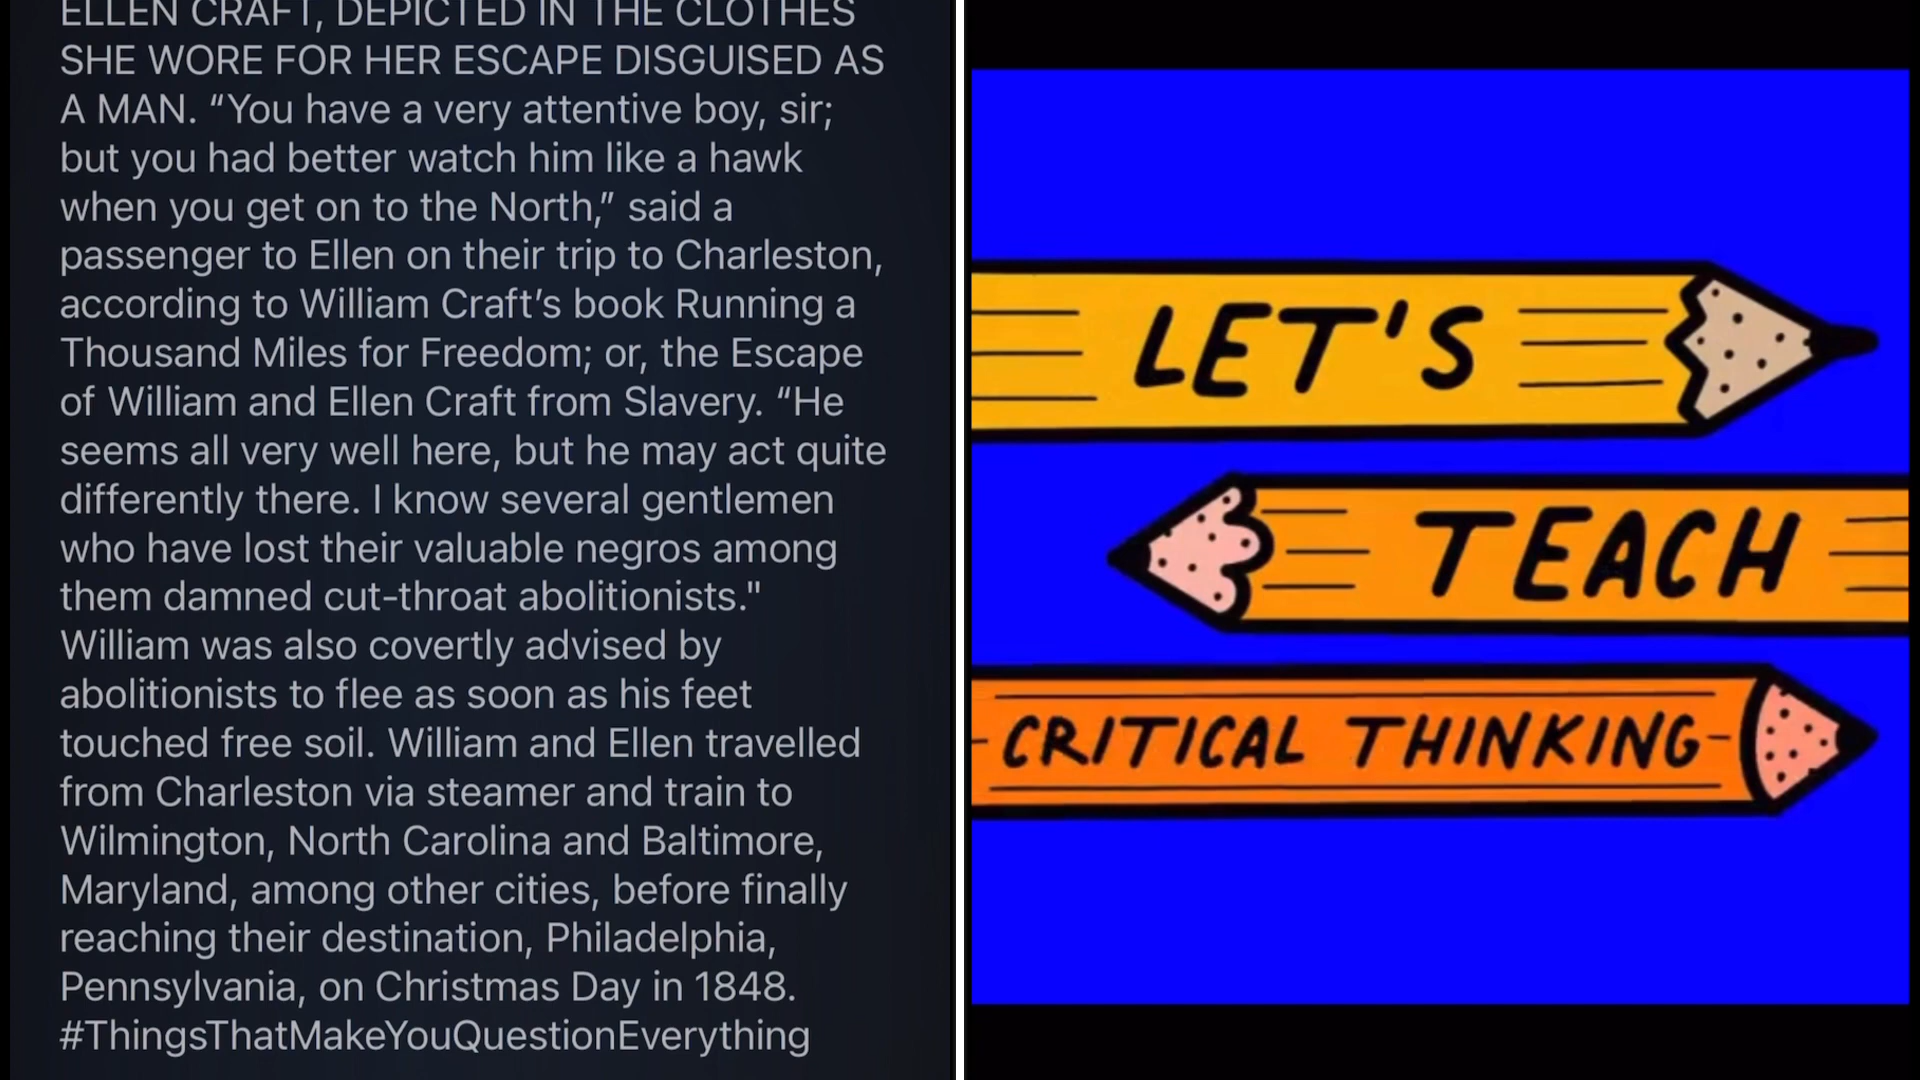 ELLEN CRAFT, DEPICTED IN THE CLOTHES
SHE WORE FOR HER ESCAPE DISGUISED AS
A MAN. “You have a very attentive boy, sir;
but you had better watch him like a hawk
when you get on to the North,” said a
passenger to Ellen on their trip to Charleston,
according to William Craft’s book Running a
Thousand Miles for Freedom; or, the Escape
of William and Ellen Craft from Slavery. “He
seems all very well here, but he may act quite
differently there. I know several gentlemen
who have lost their valuable negros among
them damned cut-throat abolitionists."
William was also covertly advised by
abolitionists to flee as soon as his feet
touched free soil. William and Ellen travelled
from Charleston via steamer and train to
Wilmington, North Carolina and Baltimore,
Maryland, among other cities, before finally
reaching their destination, Philadelphia,
Pennsylvania, on Christmas Day in 1848.
#ThingsThatMakeYouQuestionEverything
LET'S
TEACH
CRITICAL THINKING